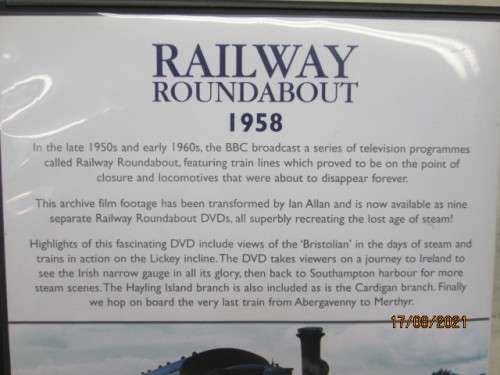 RAILWAY
ROUNDABOUT
1958
In the late 1950s and early 1960s, the BBC broadcast a series of television programmes
called Railway Roundabout, featuring train lines which proved to be on the point of
closure and locomotives that were about to disappear forever.
This archive film footage has been transformed by Ian Allan and is now available as nine
separate Railway Roundabout DVDs, all superbly recreating the lost age of steam!
Highlights of this fascinating DVD include views of the 'Bristolian' in the days of steam and
trains in action on the Lickey incline. The DVD takes viewers on a journey to Ireland to
see the Irish narrow gauge in all its glory, then back to Southampton harbour for more
steam scenes. The Hayling Island branch is also included as is the Cardigan branch. Finally
we hop on board the very last train from Abergavenny to Merthyr.
17/08/2021